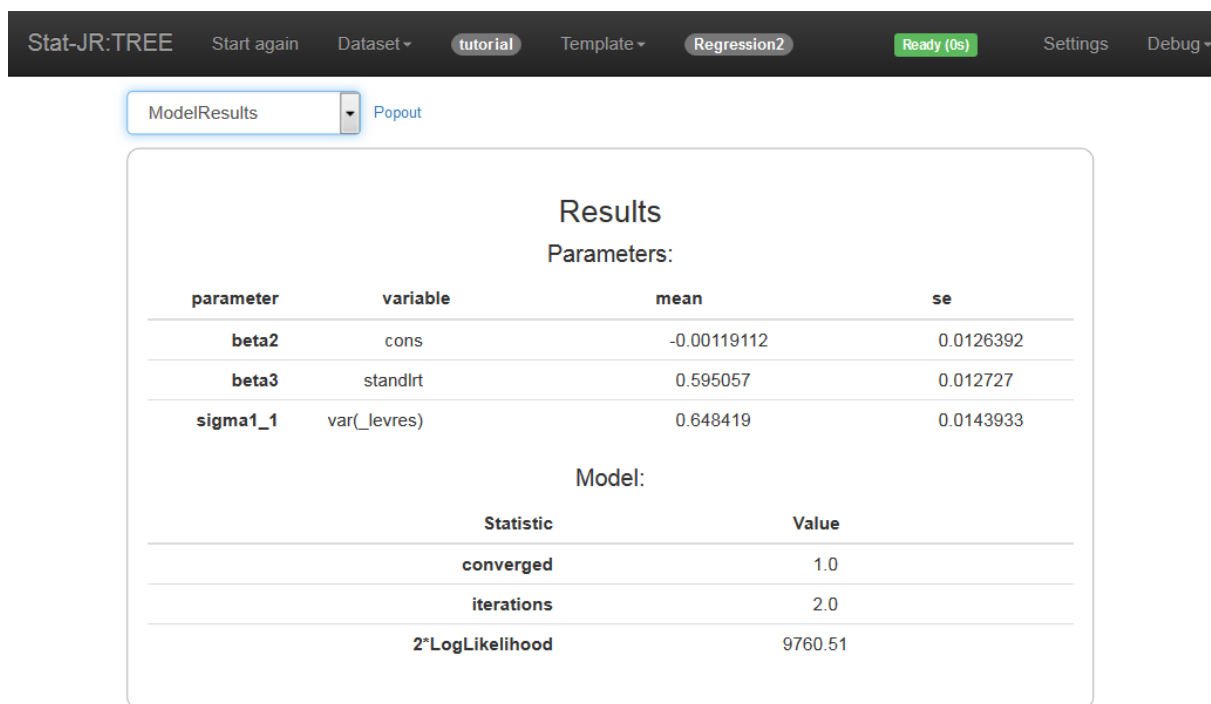 Stat-JR:TREE Start again Dataset tutorial Template Regression2 Ready (0s) Settings Debug
ModelResults Popout
Results
Parameters:
parameter variable mean se
beta2 cons -0.00119112 0.0126392
beta3 standlrt 0.595057 0.012727
sigma1_1 var(_levres) 0.648419 0.0143933
Model:
Statistic Value
converged 1.0
iterations 2.0
2*LogLikelihood 9760.51